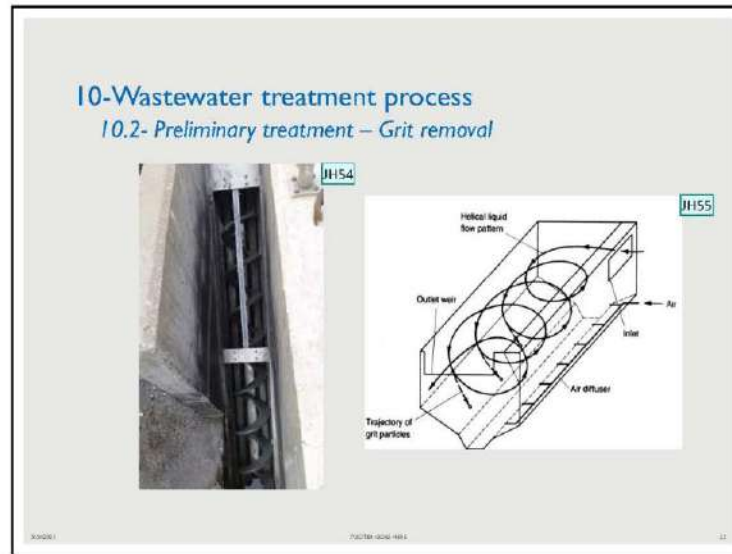 10-Wastewater treatment process
10.2- Preliminary treatment – Grit removal
JH54
JH55
Helical liquid
flow pattern
Outlet weir
Air
Inlet
Air diffuser
Trajectory of
grit particles